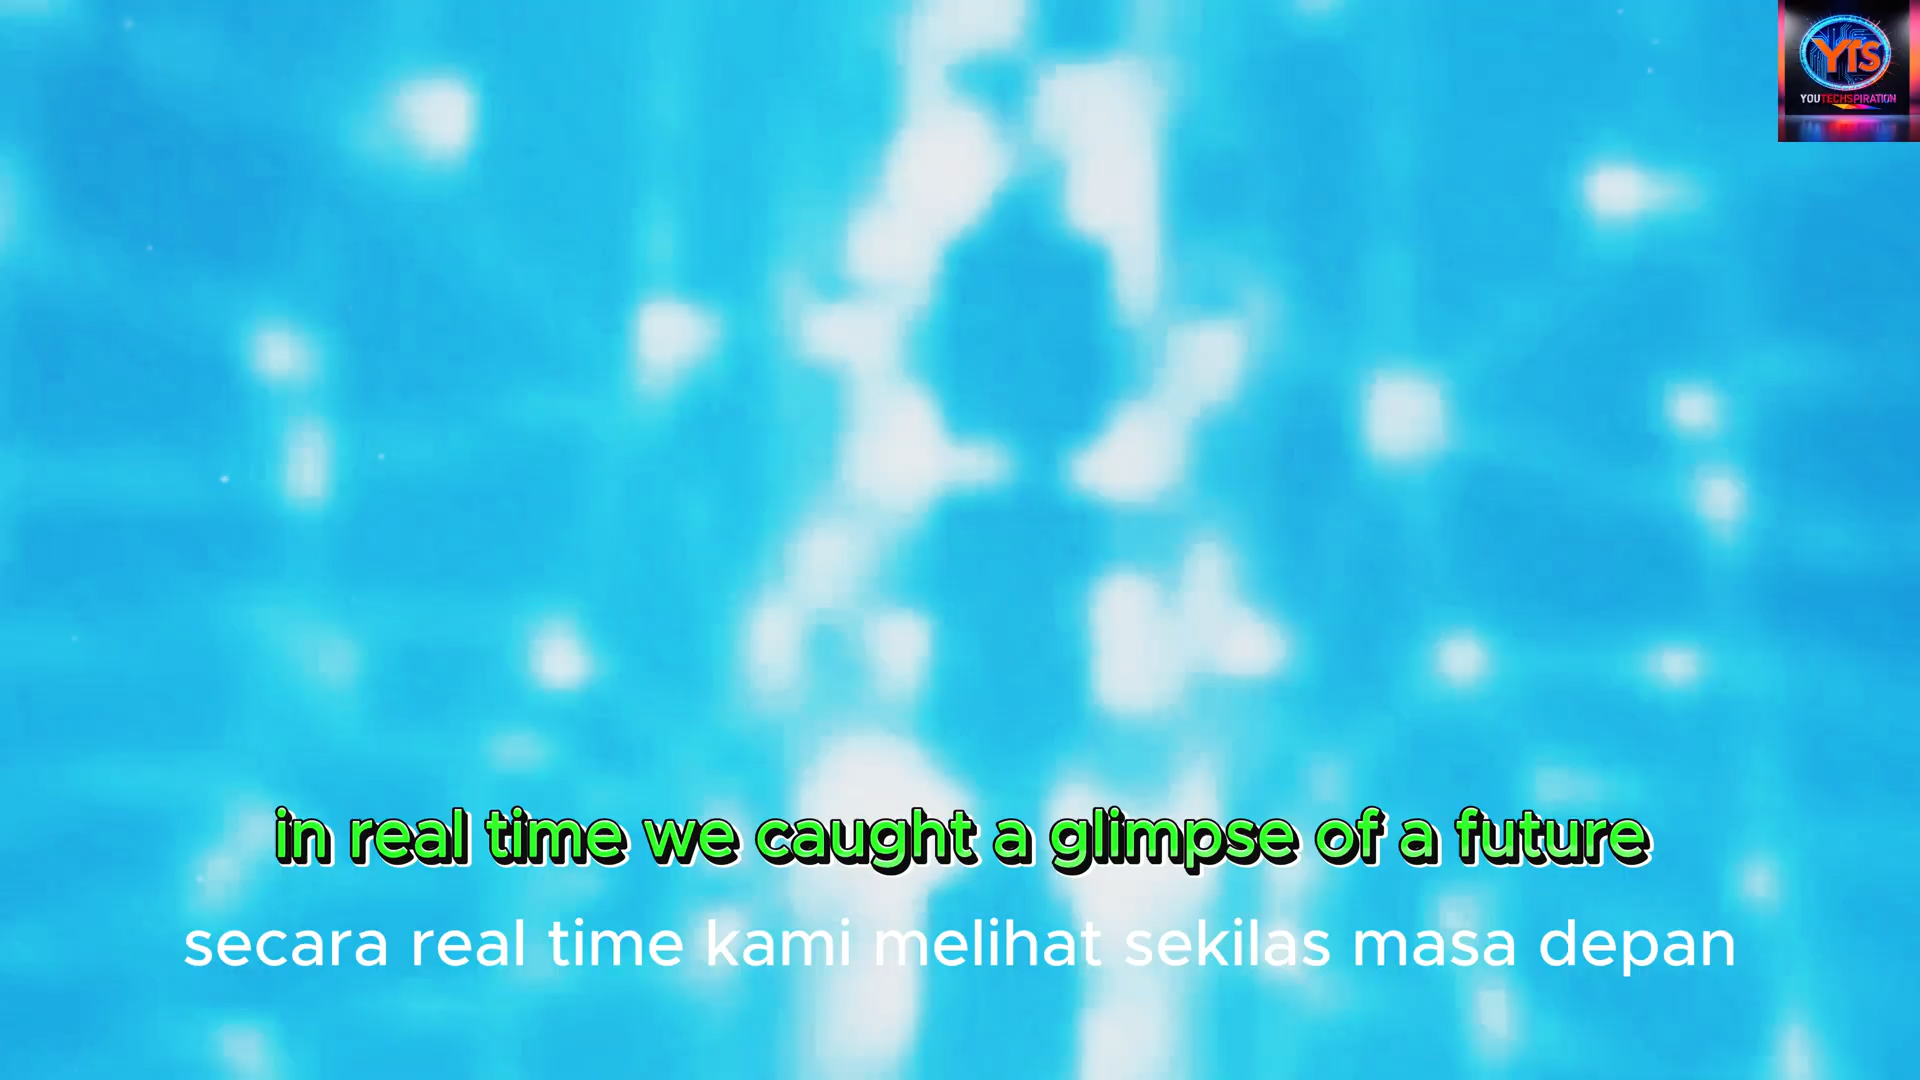 YTS
YOUTECHSPIRATION
in real time we caught a glimpse of a future
secara real time kami melihat sekilas masa depan